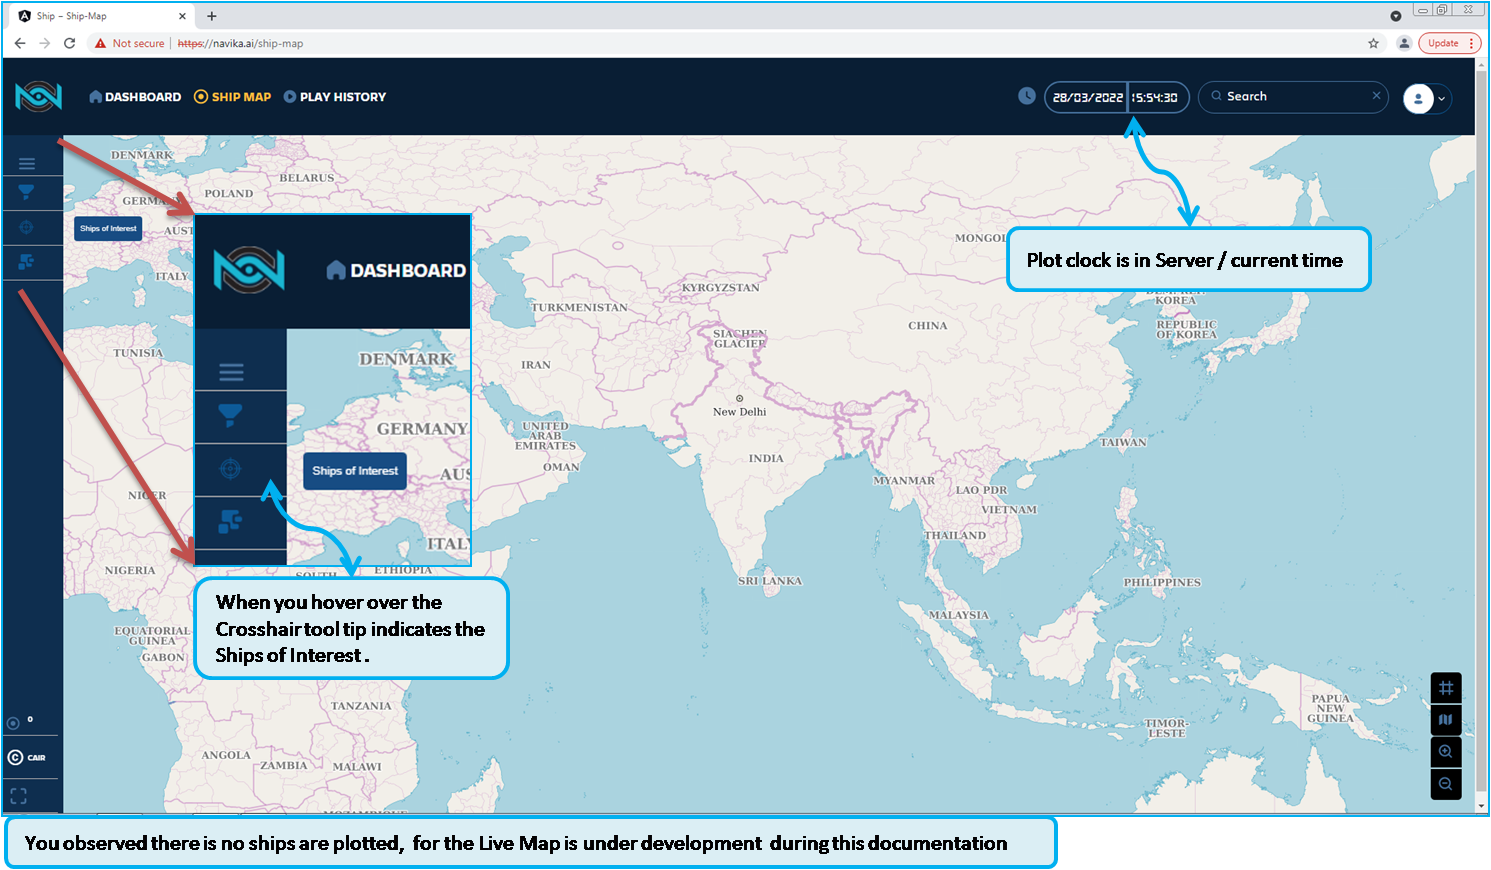 Ship – Ship-Map
Not secure
https://navika.ai/ship-map
Update
DASHBOARD
SHIP MAP
PLAY HISTORY
28/03/2022
15:54:30
Search
DENMARK
BELARUS
POLAND
GERMANY
Ships of Interest
AUST
ITALY
TUNISIA
NIGER
NIGERIA
SOUTH
ETHIOPIA
EQUATORIAL
GUINEA
GABON
TANZANIA
ANGOLA
ZAMBIA
MALAWI
MOZAMBIQUE
DASHBOARD
DENMARK
GERMANY
Ships of Interest
AUS
ITALY
When you hover over the
Crosshair tool tip indicates the
Ships of Interest .
Plot clock is in Server / current time
MONGOL
KYRGYZSTAN
TURKMENISTAN
SIACHEN
GLACIER
CHINA
DEM. REP.
KOREA
REPUBLIC
OF KOREA
IRAN
New Delhi
UNITED
ARAB
EMIRATES
OMAN
INDIA
TAIWAN
MYANMAR
LAO PDR
VIETNAM
THAILAND
SRI LANKA
PHILIPPINES
MALAYSIA
PAPUA
NEW
GUINEA
TIMOR-
LESTE
0
C CAIR
You observed there is no ships are plotted, for the Live Map is under development during this documentation